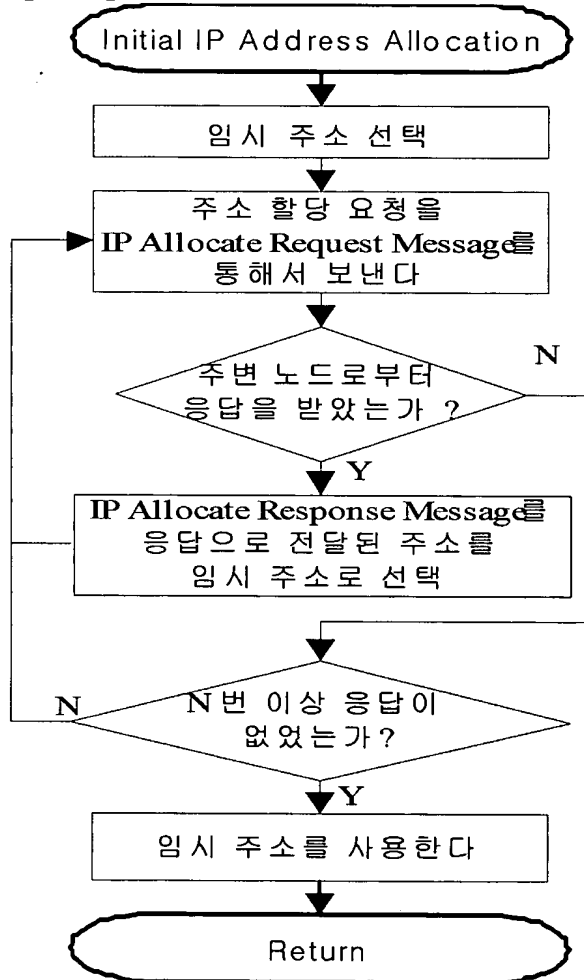 Initial IP Address Allocation
임시 주소 선택
주소 할당 요청을
IP Allocate Request Message를
통해서 보낸다
주변 노드로부터
응답을 받았는가 ?
N
Y
IP Allocate Response Message를
응답으로 전달된 주소를
임시 주소로 선택
N번 이상 응답이
없었는가?
N
Y
임시 주소를 사용한다
Return